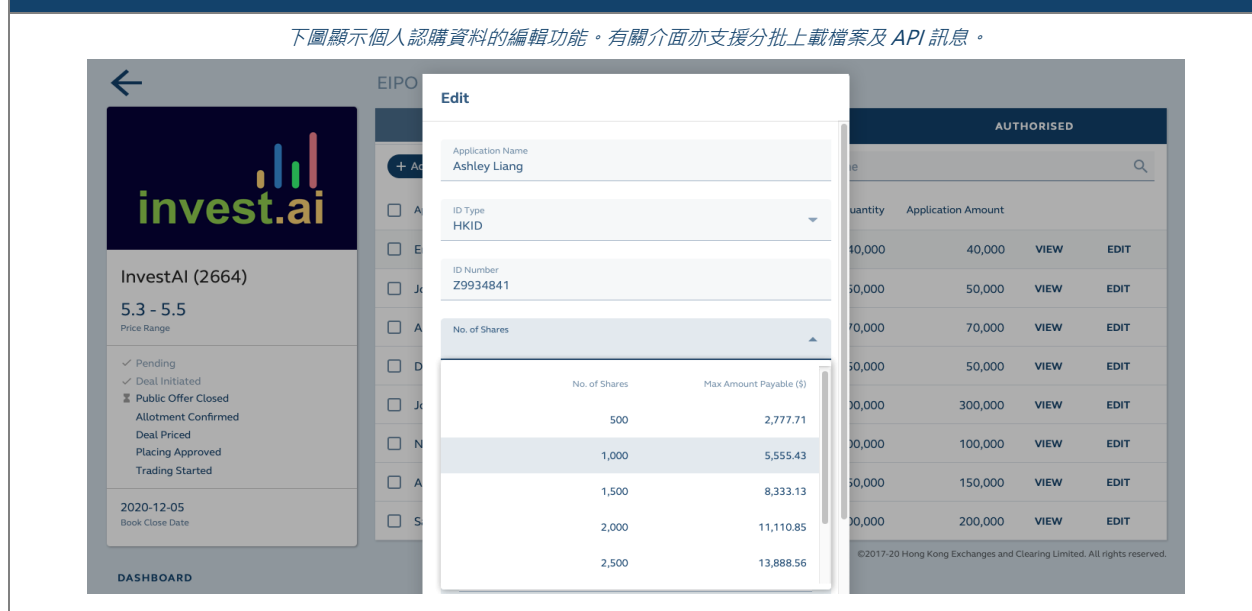 下圖顯示個人認購資料的編輯功能。有關介面亦支援分批上載檔案及 API 訊息。
EIPO
invest.ai
InvestAI (2664)
5.3 - 5.5
Price Range
Pending
Deal Initiated
Public Offer Closed
Allotment Confirmed
Deal Priced
Placing Approved
Trading Started
2020-12-05
Book Close Date
DASHBOARD
Edit
Application Name
Ashley Liang
ID Type
HKID
ID Number
Z9934841
No. of Shares
No. of Shares Max Amount Payable ($)
500 2,777.71
1,000 5,555.43
1,500 8,333.13
2,000 11,110.85
2,500 13,888.56
AUTHORISED
Application Amount
40,000 VIEW EDIT
50,000 VIEW EDIT
70,000 VIEW EDIT
50,000 VIEW EDIT
300,000 VIEW EDIT
100,000 VIEW EDIT
150,000 VIEW EDIT
200,000 VIEW EDIT
©2017-20 Hong Kong Exchanges and Clearing Limited. All rights reserved.